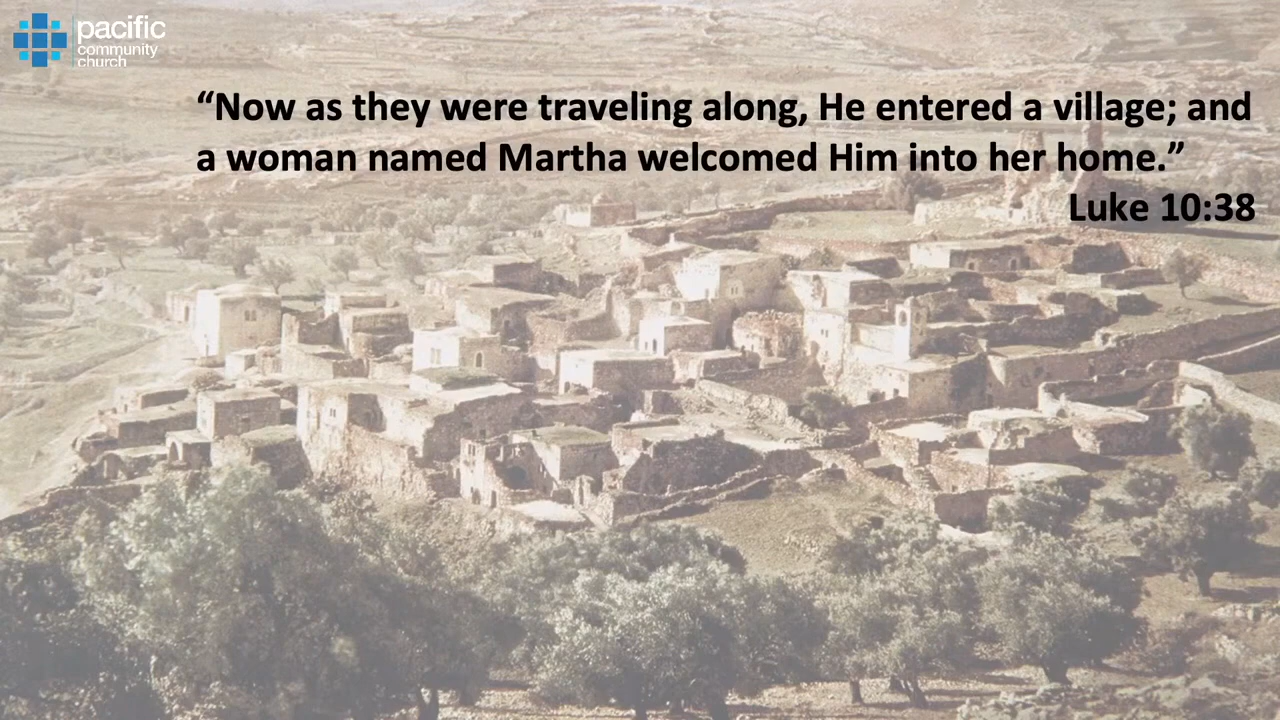 pacific
community
church
“Now as they were traveling along, He entered a village; and
a woman named Martha welcomed Him into her home.”
Luke 10:38